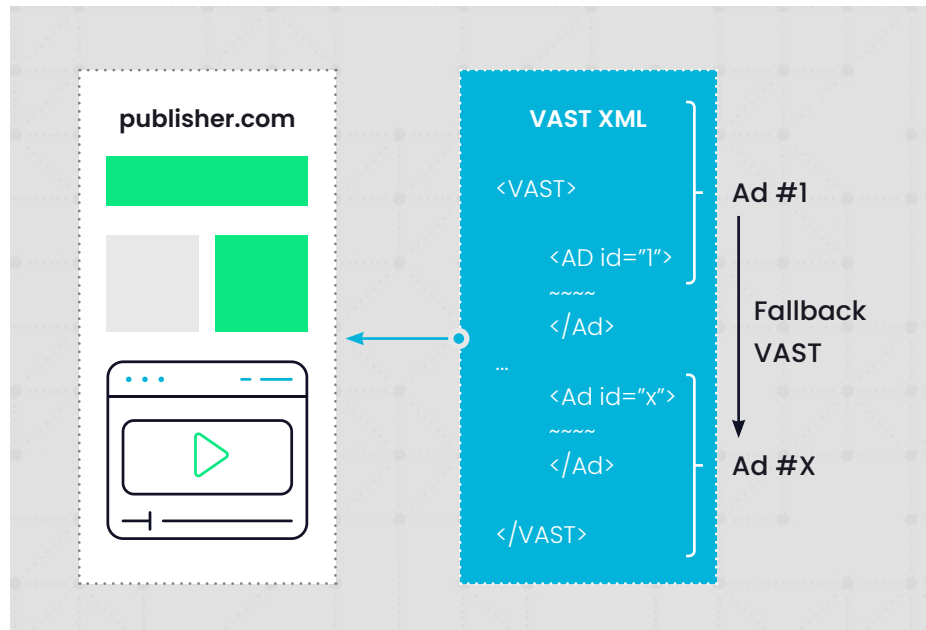 publisher.com
VAST XML
<VAST>
<AD id=”1”>
~~~~
</Ad>
...
<Ad id=”x”>
~~~~
</Ad>
</VAST>
Ad #1
Fallback
VAST
Ad #X